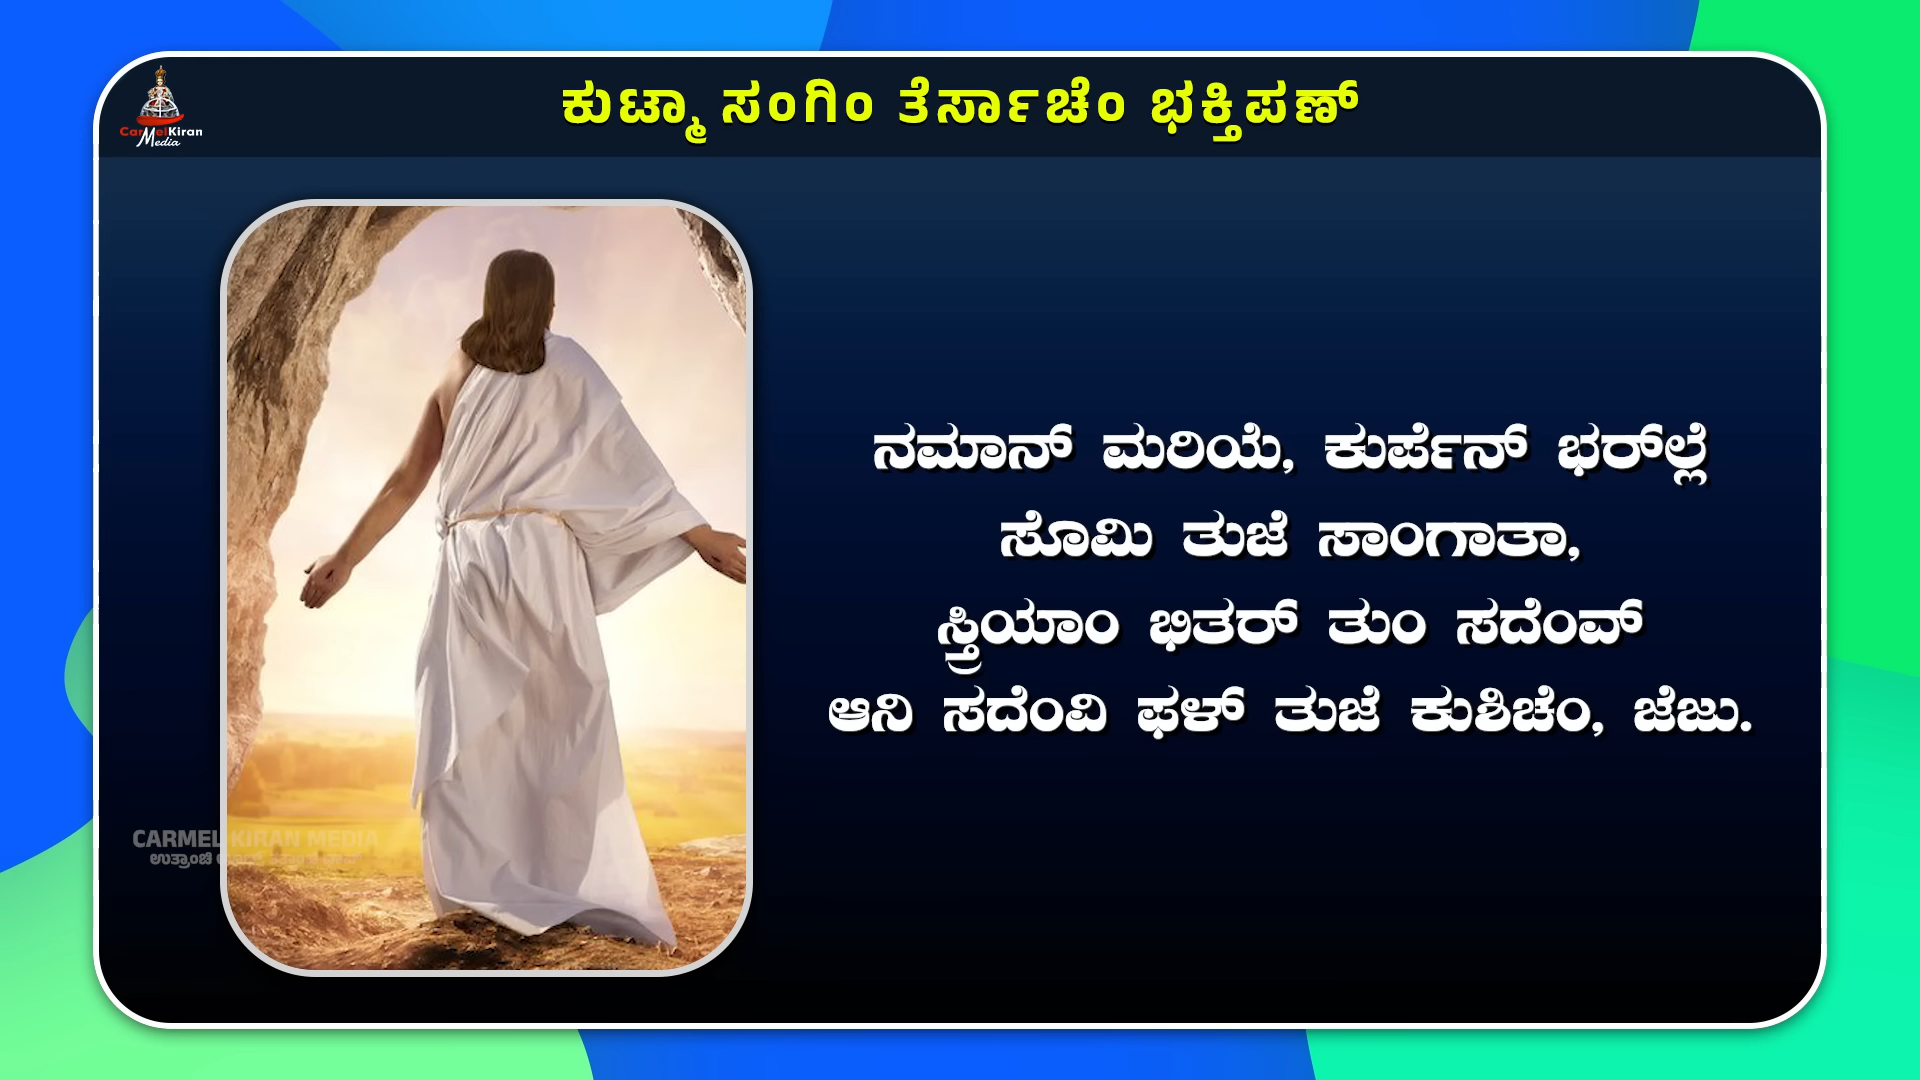 ಕುಟ್ಮಾ ಸಂಗಿಂ ತೆರ್ಸಾಚೆಂ ಭಕ್ತಿಪಣ್
CarmelKiran
Media
ನಮಾನ್ ಮರಿಯೆ, ಕುರ್ಪೆನ್ ಭರ್‌ಲ್ಲೆ
ಸೊಮಿ ತುಜೆ ಸಾಂಗಾತಾ,
ಸ್ತ್ರಿಯಾಂ ಭಿತರ್ ತುಂ ಸದೆಂವ್
ಆನಿ ಸದೆಂವಿ ಫಳ್ ತುಜೆ ಕುಶಿಚೆಂ, ಜೆಜು.
CARMEL KIRAN MEDIA